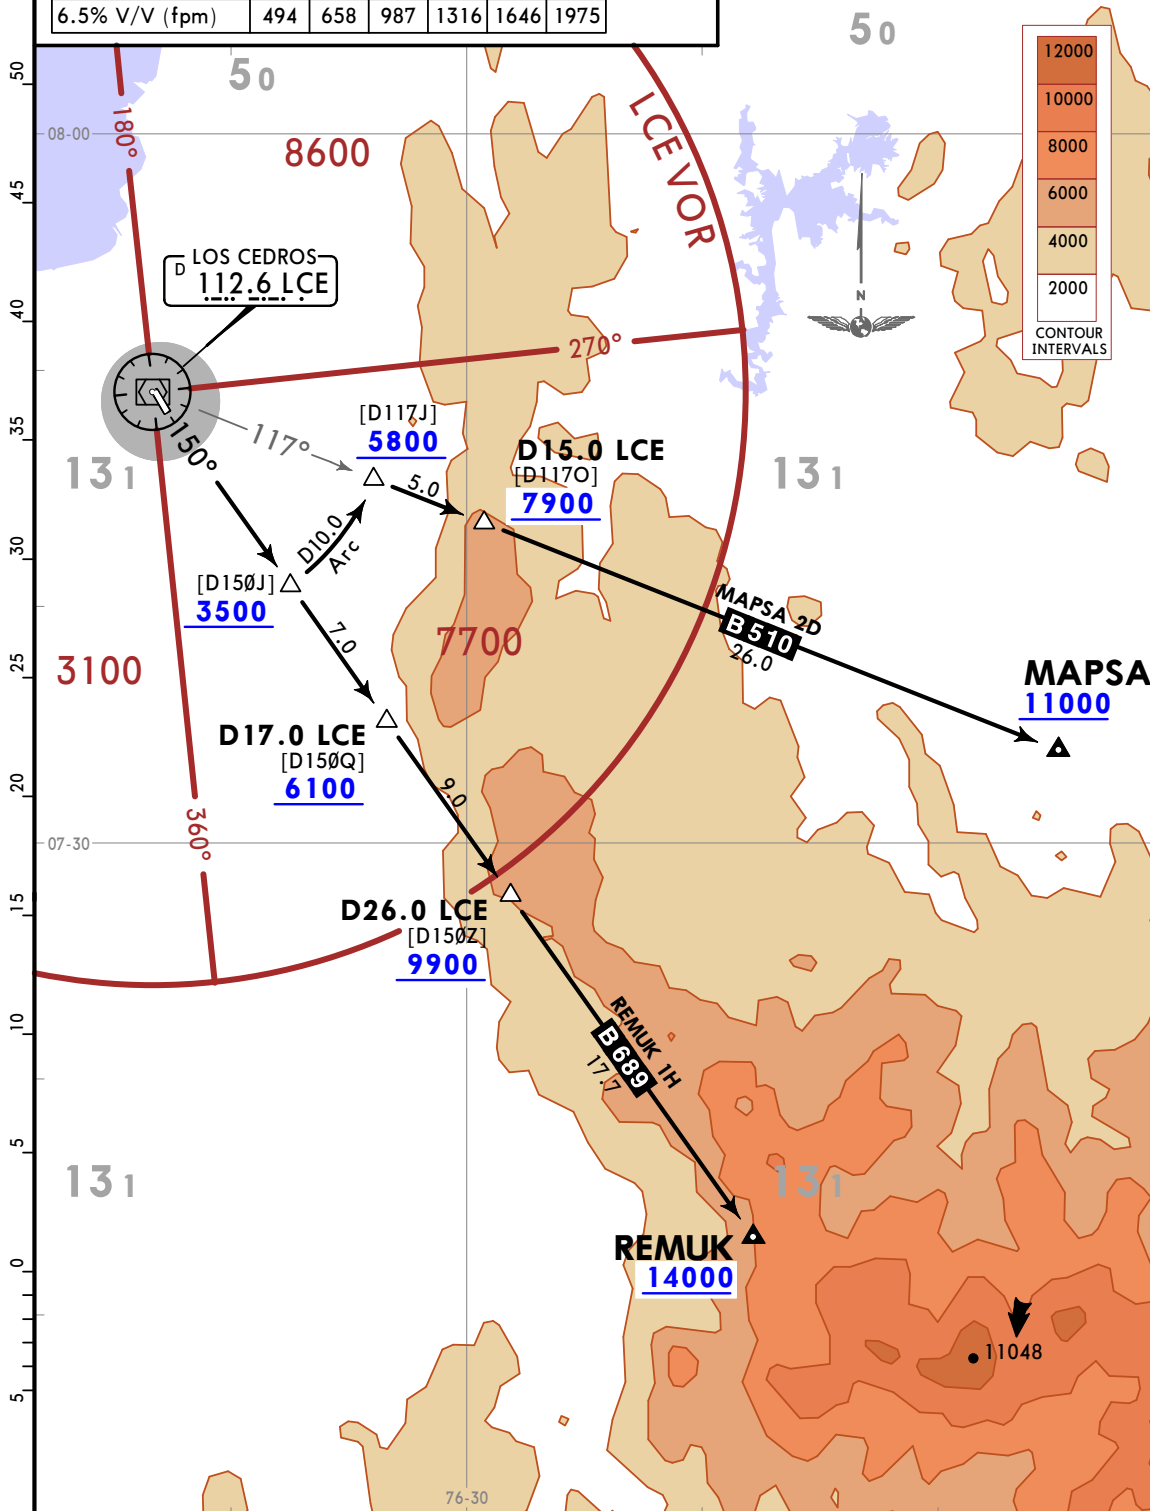 6.5% V/V (fpm) 494 658 987 1316 1646 1975
50
50
12000
10000
8000
6000
4000
2000
CONTOUR
INTERVALS
50
45
40
35
30
25
20
15
10
5
0
5
08-00
180°
8600
LCE VOR
LOS CEDROS
D 112.6 LCE
N
270°
[D117J]
5800
117°
150°
131
131
D15.0 LCE
[D117O]
7900
5.0
D10.0
Arc
[D150J]
3500
7.0
7700
3100
MAPSA 2D
B510
26.0
MAPSA
11000
D17.0 LCE
[D150Q]
6100
9.0
360°
07-30
D26.0 LCE
[D150Z]
9900
REMUK 1H
B689
17.7
131
131
REMUK
14000
11048
76-30